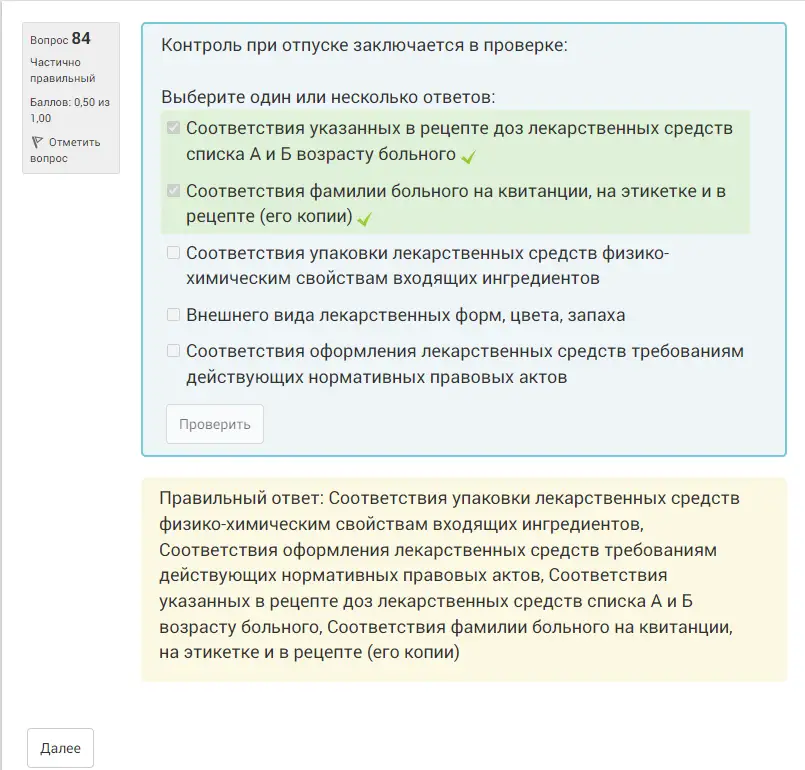 Вопрос 84
Частично
правильный
Баллов: 0,50 из
1,00
Отметить
вопрос
Контроль при отпуске заключается в проверке:
Выберите один или несколько ответов:
Соответствия указанных в рецепте доз лекарственных средств
списка А и Б возрасту больного
Соответствия фамилии больного на квитанции, на этикетке и в
рецепте (его копии)
Соответствия упаковки лекарственных средств физико-
химическим свойствам входящих ингредиентов
Внешнего вида лекарственных форм, цвета, запаха
Соответствия оформления лекарственных средств требованиям
действующих нормативных правовых актов
Проверить
Правильный ответ: Соответствия упаковки лекарственных средств
физико-химическим свойствам входящих ингредиентов,
Соответствия оформления лекарственных средств требованиям
действующих нормативных правовых актов, Соответствия
указанных в рецепте доз лекарственных средств списка А и Б
возрасту больного, Соответствия фамилии больного на квитанции,
на этикетке и в рецепте (его копии)
Далее